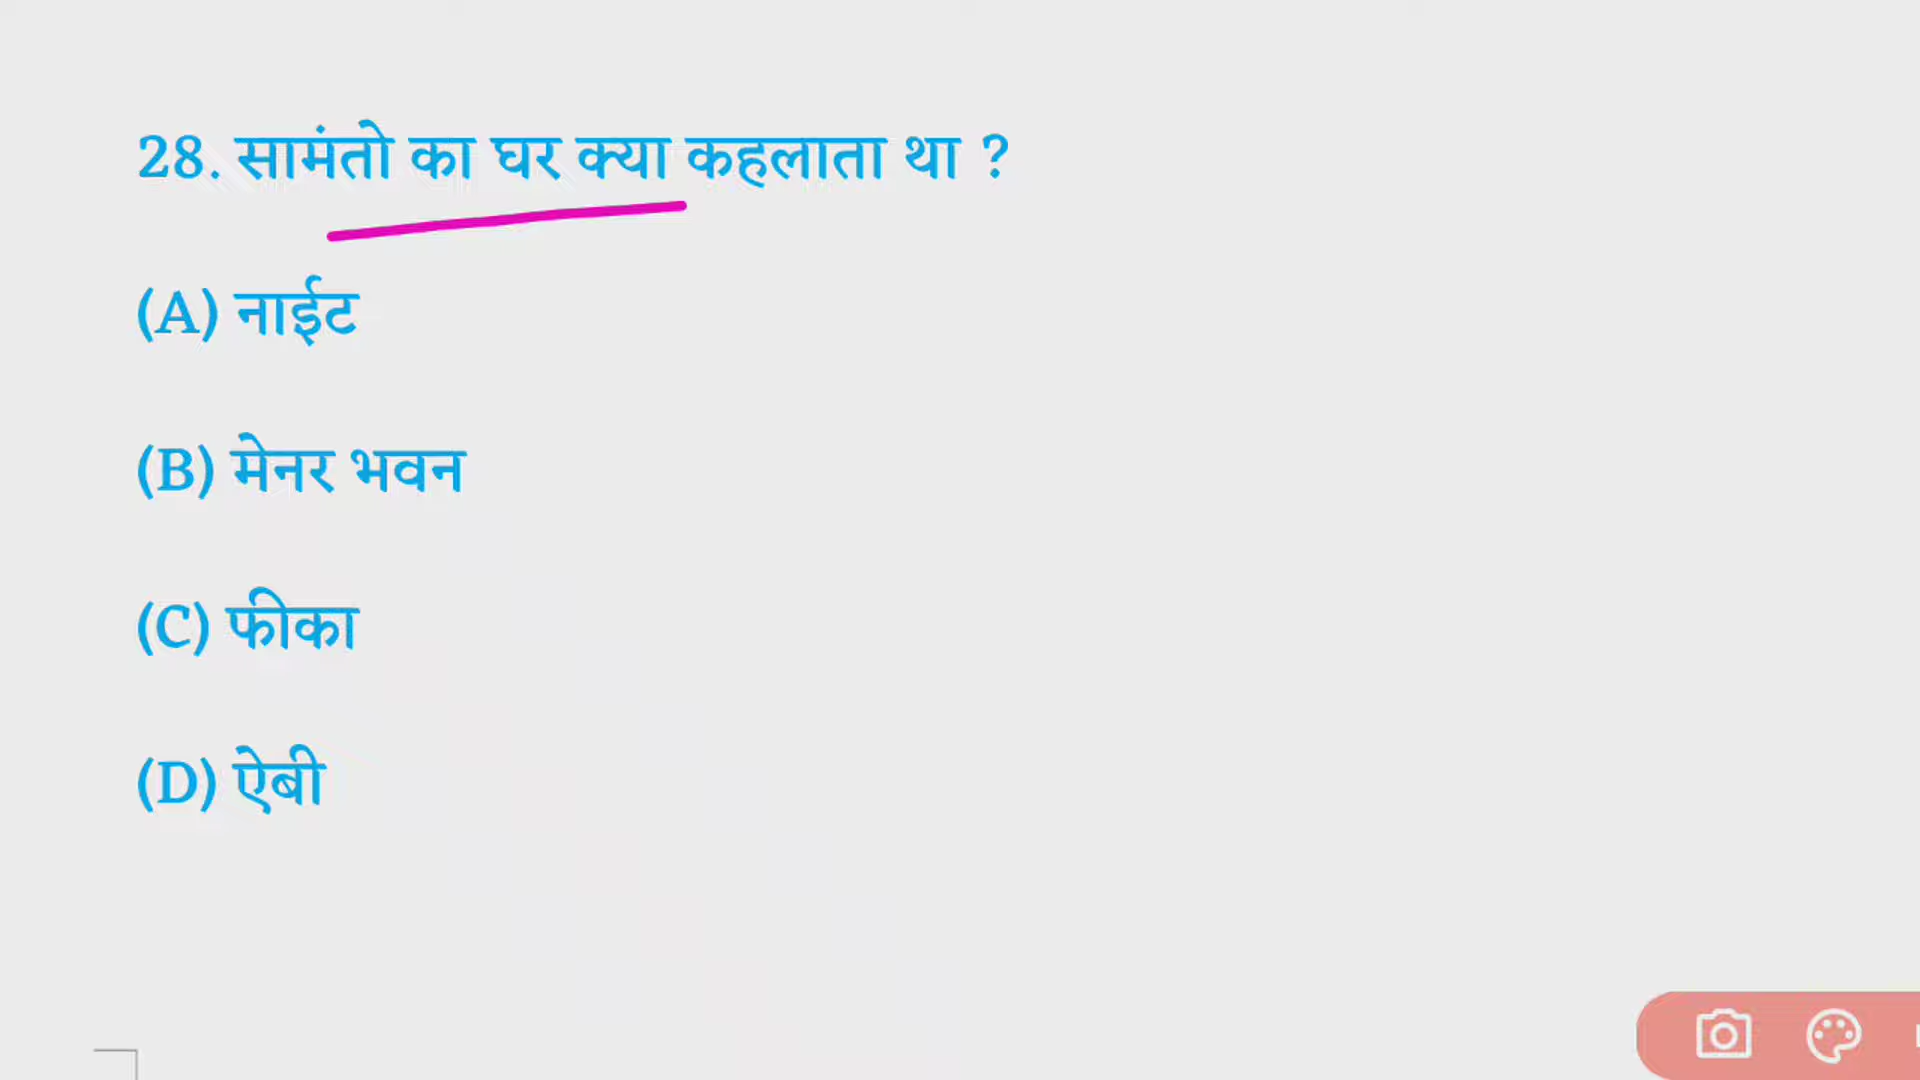 28. सामंतो का घर क्या कहलाता था ?
(A) नाईट
(B) मेनर भवन
(C) फीका
(D) ऐबी